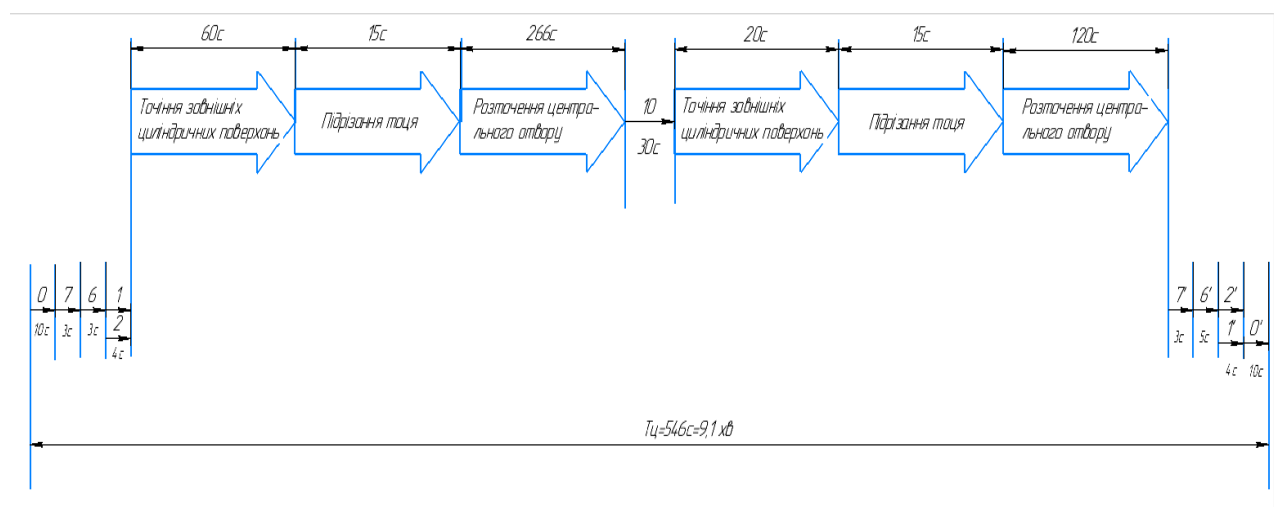 60с 15с 266с 20с 15с 120с
Точіння зовнішніх
циліндричних поверхонь
Підрізання тоця
Розточення центра-
льного отвору
10
30с
Точіння зовнішніх
циліндричних поверхонь
Підрізання тоця
Розточення центра-
льного отвору
0 7 6 1
10с 3с 3с 2
4с
7' 6' 2'
3с 5с 1' 0'
4с 10с
Тц=546с=9,1 хв